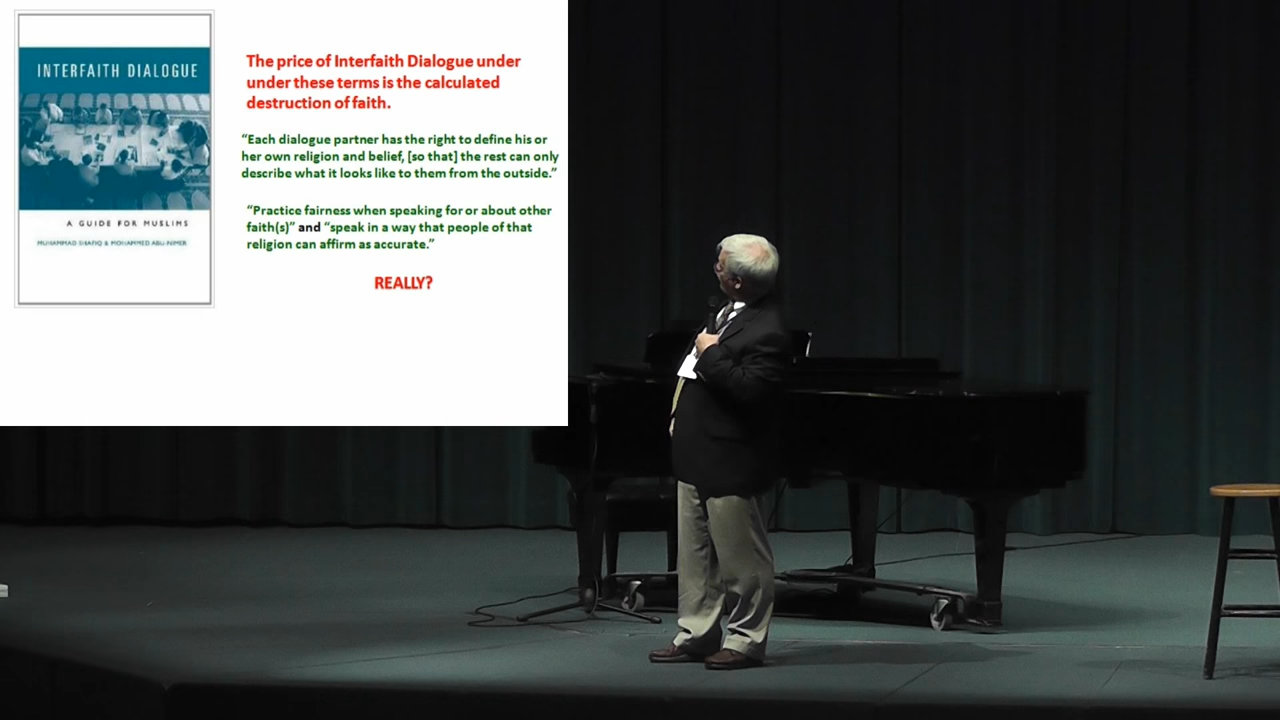 INTERFAITH DIALOGUE
A GUIDE FOR MUSLIMS
MUHAMMAD SHAFIQ & MOHAMMED ABU-NIMER
The price of Interfaith Dialogue under
under these terms is the calculated
destruction of faith.
“Each dialogue partner has the right to define his or
her own religion and belief, [so that] the rest can only
describe what it looks like to them from the outside.”
“Practice fairness when speaking for or about other
faith(s)” and “speak in a way that people of that
religion can affirm as accurate.”
REALLY?